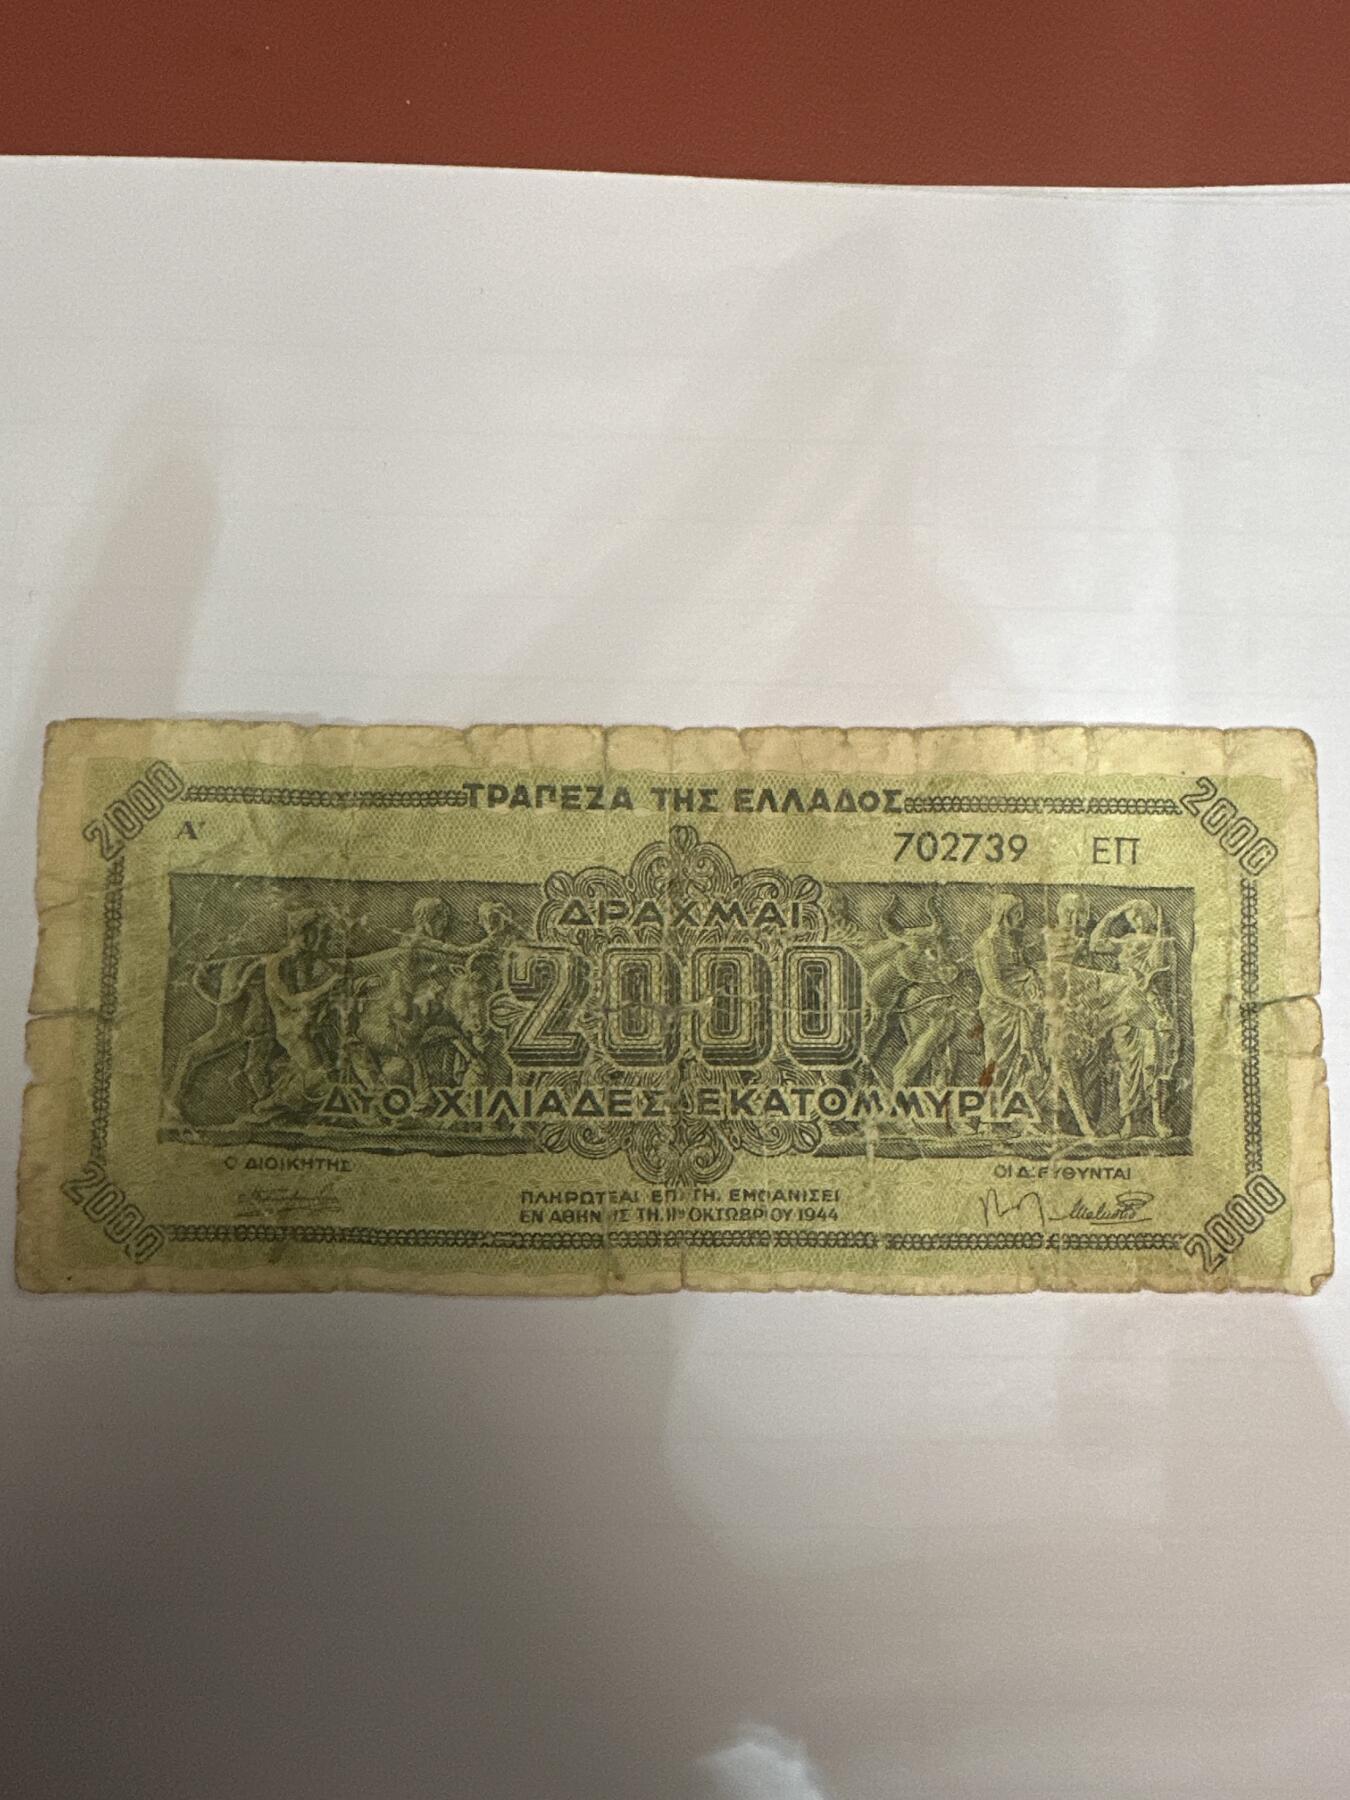 2000 ΤΡΑΠΕΖΑ ΤΗΣ ΕΛΛΑΔΟΣ 2000
Α' 702739 ΕΠ
ΔΡΑΧΜΑΙ
2000
ΔΥΟ ΧΙΛΙΑΔΕΣ ΕΚΑΤΟΜΜΥΡΙΑ
Ο ΔΙΟΙΚΗΤΗΣ ΟΙ ΔΙΕΥΘΥΝΤΑΙ
ΠΛΗΡΩΤΕΑΙ ΕΠΙ ΤΗ ΕΜΦΑΝΙΣΕΙ
ΕΝ ΑΘΗΝΑΙΣ ΤΗ 11ῃ ΟΚΤΩΒΡΙΟΥ 1944
2000 2000